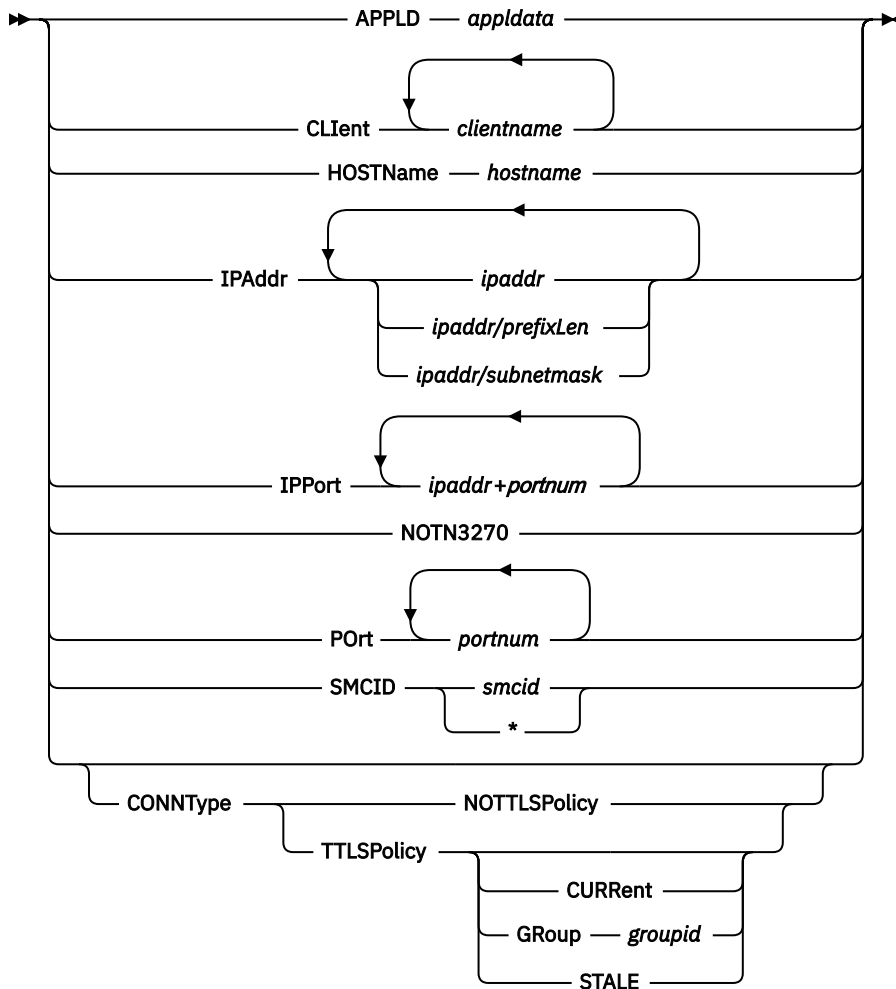 APPLD appldata
CLIent clientname
HOSTName hostname
IPAddr ipaddr
ipaddr/prefixLen
ipaddr/subnetmask
IPPort ipaddr+portnum
NOTN3270
POrt portnum
SMCID smcid
*
CONNType NOTTLSPolicy
TTLSPolicy
CURRent
GRoup groupid
STALE